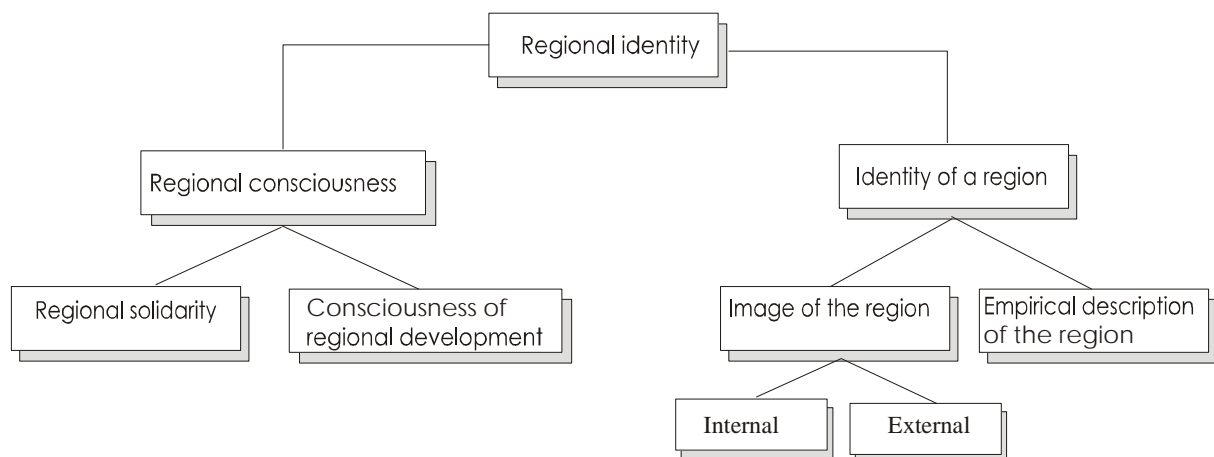 Regional identity
Regional consciousness
Identity of a region
Regional solidarity
Consciousness of
regional development
Image of the region
Empirical description
of the region
Internal
External